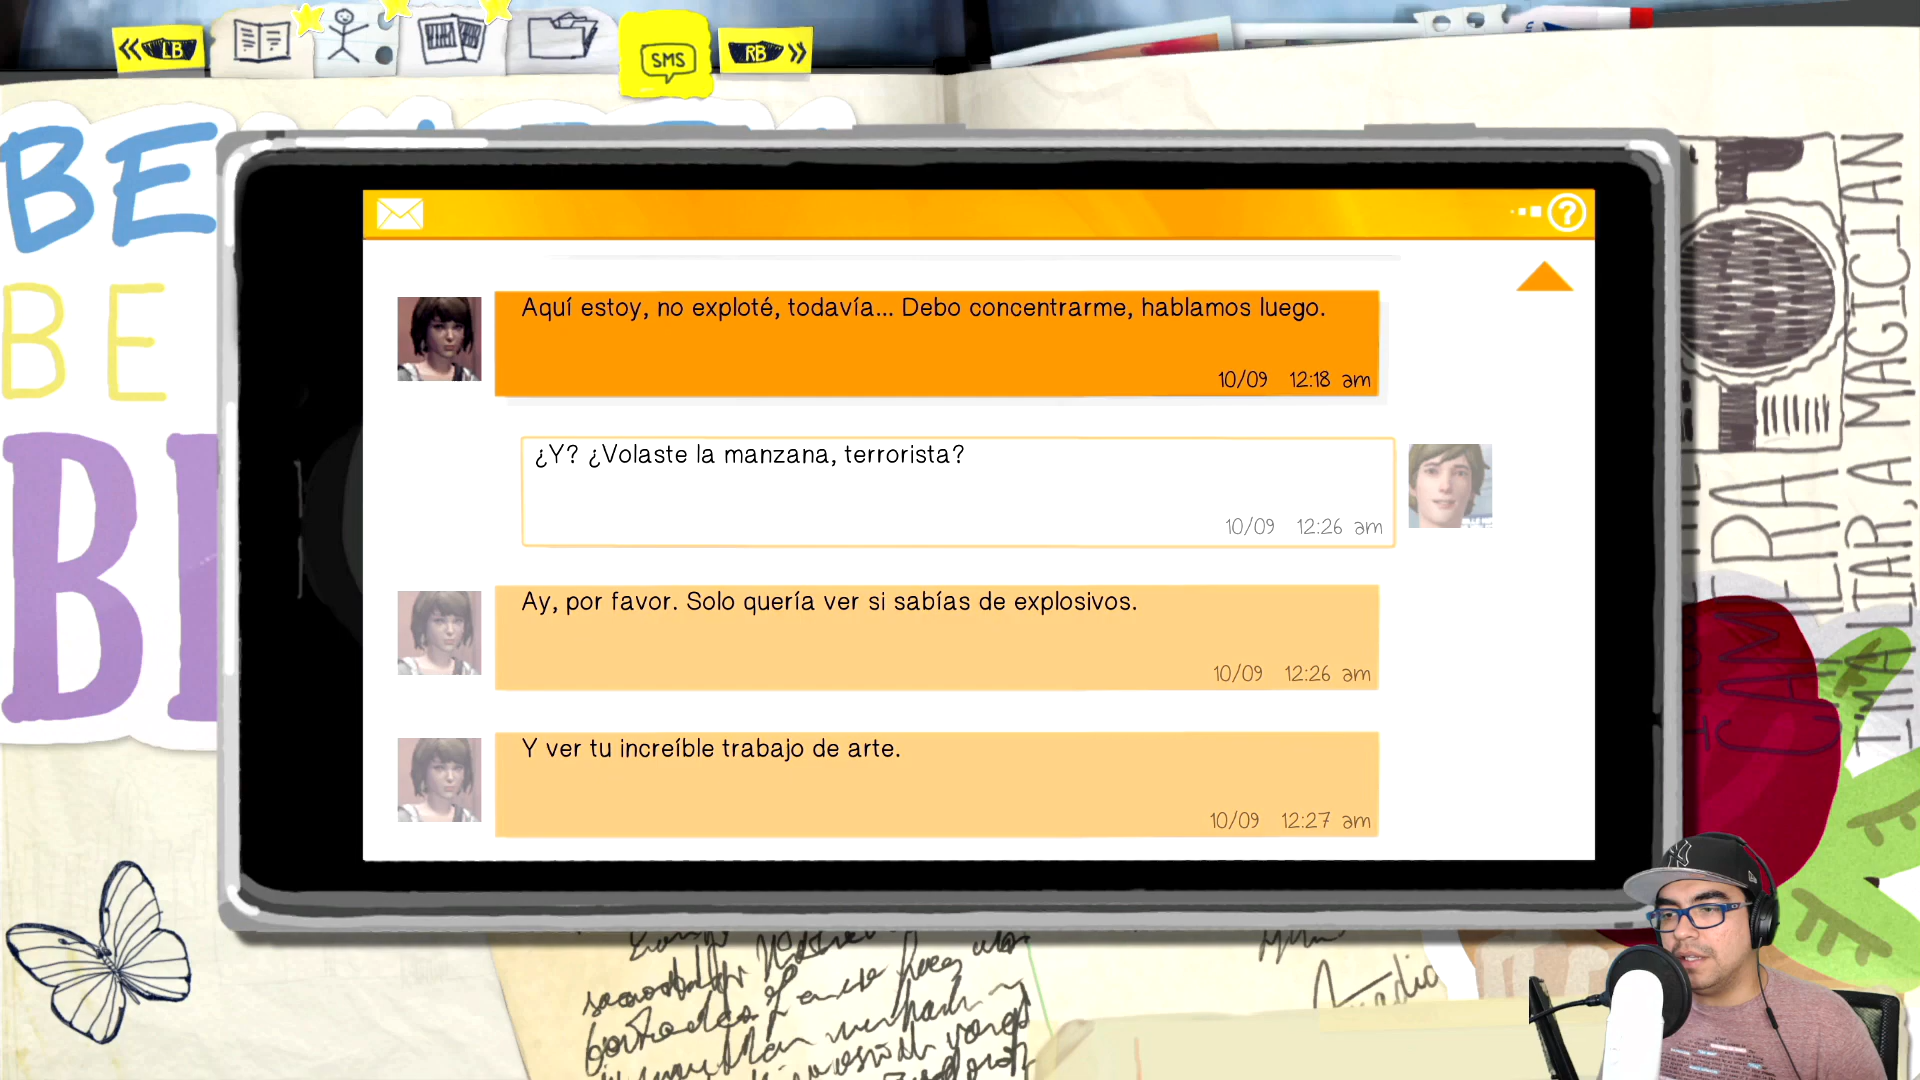 LB
SMS
RB
BE
BE
Aquí estoy, no exploté, todavía... Debo concentrarme, hablamos luego.
10/09 12:18 am
¿Y? ¿Volaste la manzana, terrorista?
10/09 12:26 am
Ay, por favor. Solo quería ver si sabías de explosivos.
10/09 12:26 am
Y ver tu increíble trabajo de arte.
10/09 12:27 am
?
CAMERA
A MAGICIAN